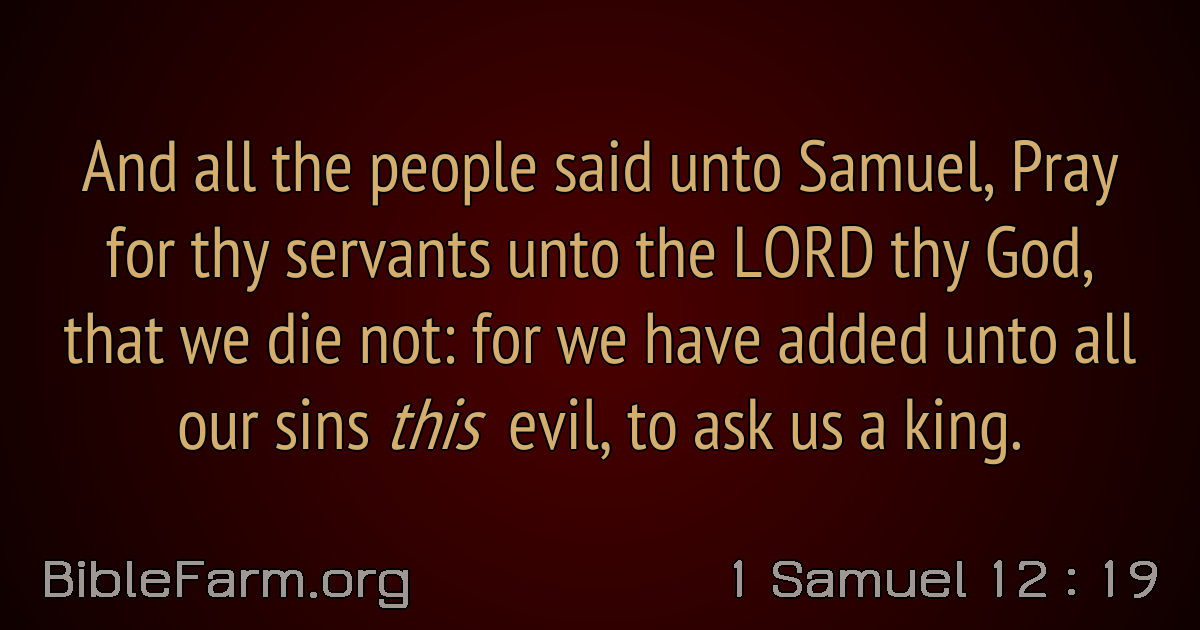 And all the people said unto Samuel, Pray
for thy servants unto the LORD thy God,
that we die not: for we have added unto all
our sins this evil, to ask us a king.
BibleFarm.org
1 Samuel 12 : 19